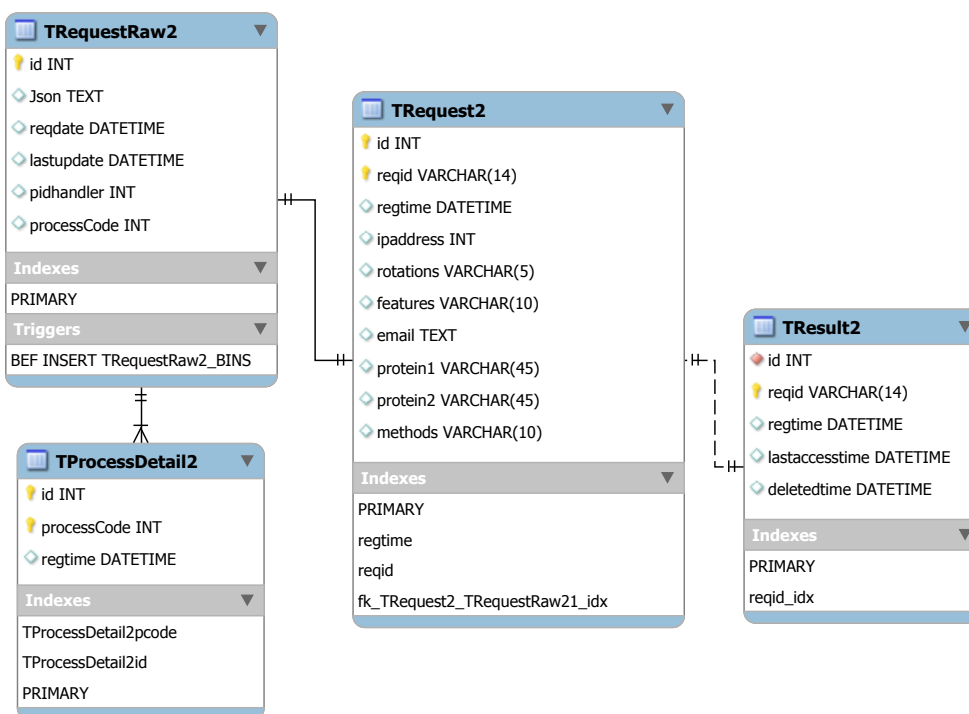 TRequestRaw2
id INT
Json TEXT
reqdate DATETIME
lastupdate DATETIME
pidhandler INT
processCode INT
Indexes
PRIMARY
Triggers
BEF INSERT TRequestRaw2_BINS
TProcessDetail2
id INT
processCode INT
regtime DATETIME
Indexes
TProcessDetail2pcode
TProcessDetail2id
PRIMARY
TRequest2
id INT
reqid VARCHAR(14)
regtime DATETIME
ipaddress INT
rotations VARCHAR(5)
features VARCHAR(10)
email TEXT
protein1 VARCHAR(45)
protein2 VARCHAR(45)
methods VARCHAR(10)
Indexes
PRIMARY
regtime
reqid
fk_TRequest2_TRequestRaw21_idx
TResult2
id INT
reqid VARCHAR(14)
regtime DATETIME
lastaccesstime DATETIME
deletedtime DATETIME
Indexes
PRIMARY
reqid_idx